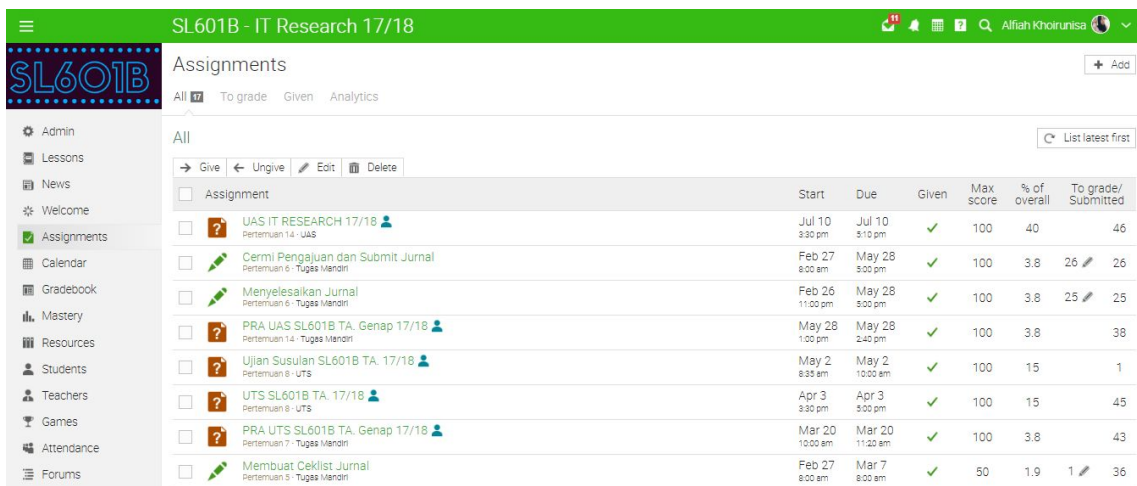 SL601B - IT Research 17/18
11
Alfiah Khoirunisa
SL601B
Assignments
Add
All 17 To grade Given Analytics
Admin
Lessons
News
Welcome
Assignments
Calendar
Gradebook
Mastery
Resources
Students
Teachers
Games
Attendance
Forums
All
List latest first
Give Ungive Edit Delete
Assignment Start Due Given Max score % of overall To grade/ Submitted
UAS IT RESEARCH 17/18 Jul 10 Jul 10 100 40 46
Pertemuan 14 - UAS 3:30 pm 5:10 pm
Cermi Pengajuan dan Submit Jurnal Feb 27 May 28 100 3.8 26 26
Pertemuan 6 - Tugas Mandiri 8:00 am 5:00 pm
Menyelesaikan Jurnal Feb 26 May 28 100 3.8 25 25
Pertemuan 6 - Tugas Mandiri 11:00 pm 5:00 pm
PRA UAS SL601B TA. Genap 17/18 May 28 May 28 100 3.8 38
Pertemuan 14 - Tugas Mandiri 1:00 pm 2:40 pm
Ujian Susulan SL601B TA. 17/18 May 2 May 2 100 15 1
Pertemuan 8 - UTS 8:35 am 10:00 am
UTS SL601B TA. 17/18 Apr 3 Apr 3 100 15 45
Pertemuan 8 - UTS 3:30 pm 5:00 pm
PRA UTS SL601B TA. Genap 17/18 Mar 20 Mar 20 100 3.8 43
Pertemuan 7 - Tugas Mandiri 10:00 am 11:20 am
Membuat Ceklist Jurnal Feb 27 Mar 7 50 1.9 1 36
Pertemuan 5 - Tugas Mandiri 8:00 am 8:00 am